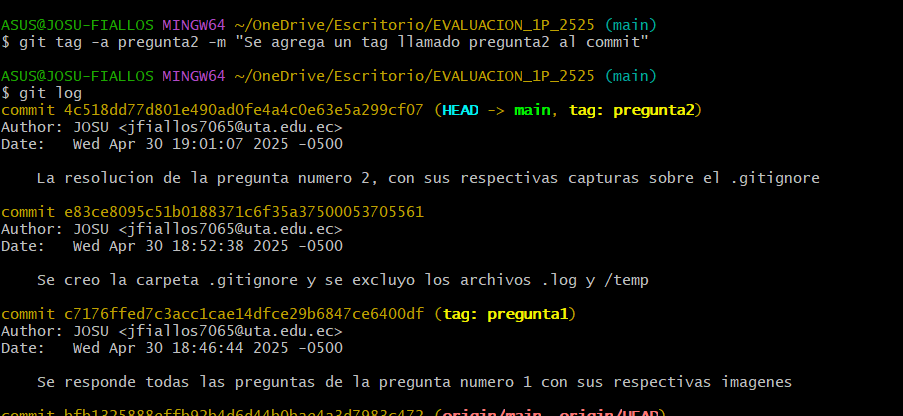 ASUS@JOSU-FIALLOS MINGW64 ~/OneDrive/Escritorio/EVALUACION_1P_2525 (main)
$ git tag -a pregunta2 -m "Se agrega un tag llamado pregunta2 al commit"
ASUS@JOSU-FIALLOS MINGW64 ~/OneDrive/Escritorio/EVALUACION_1P_2525 (main)
$ git log
commit 4c518dd77d801e490ad0fe4a4c0e63e5a299cf07 (HEAD -> main, tag: pregunta2)
Author: JOSU <jfiallos7065@uta.edu.ec>
Date:   Wed Apr 30 19:01:07 2025 -0500
La resolucion de la pregunta numero 2, con sus respectivas capturas sobre el .gitignore
commit e83ce8095c51b0188371c6f35a37500053705561
Author: JOSU <jfiallos7065@uta.edu.ec>
Date:   Wed Apr 30 18:52:38 2025 -0500
Se creo la carpeta .gitignore y se excluyo los archivos .log y /temp
commit c7176ffed7c3acc1cae14dfce29b6847ce6400df (tag: pregunta1)
Author: JOSU <jfiallos7065@uta.edu.ec>
Date:   Wed Apr 30 18:46:44 2025 -0500
Se responde todas las preguntas de la pregunta numero 1 con sus respectivas imagenes
commit (origin/main, origin/HEAD)